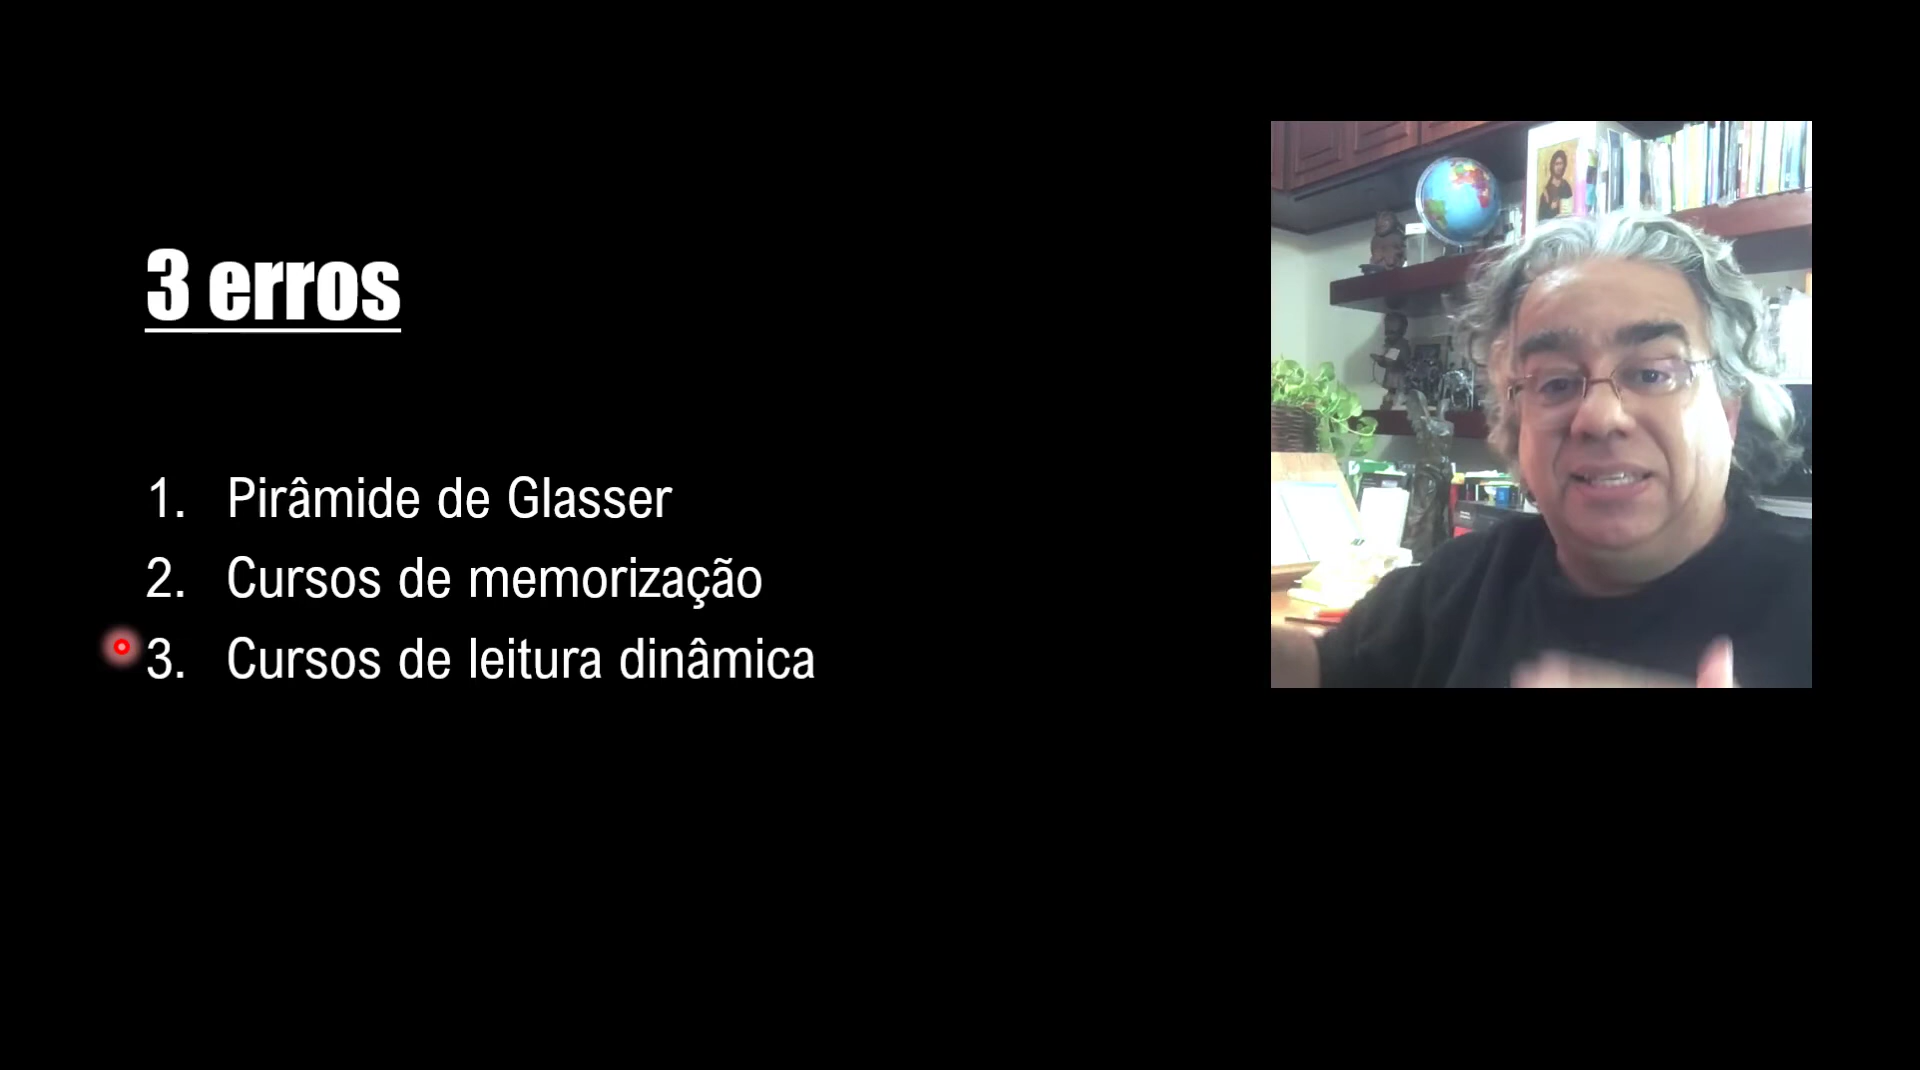 3 erros
1. Pirâmide de Glasser
2. Cursos de memorização
3. Cursos de leitura dinâmica